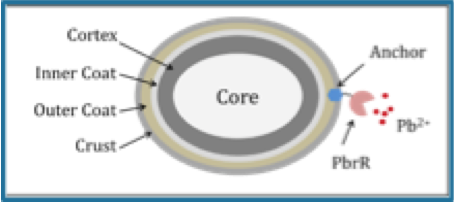 Cortex
Inner Coat
Outer Coat
Crust
Core
Anchor
Pb²⁺
PbrR